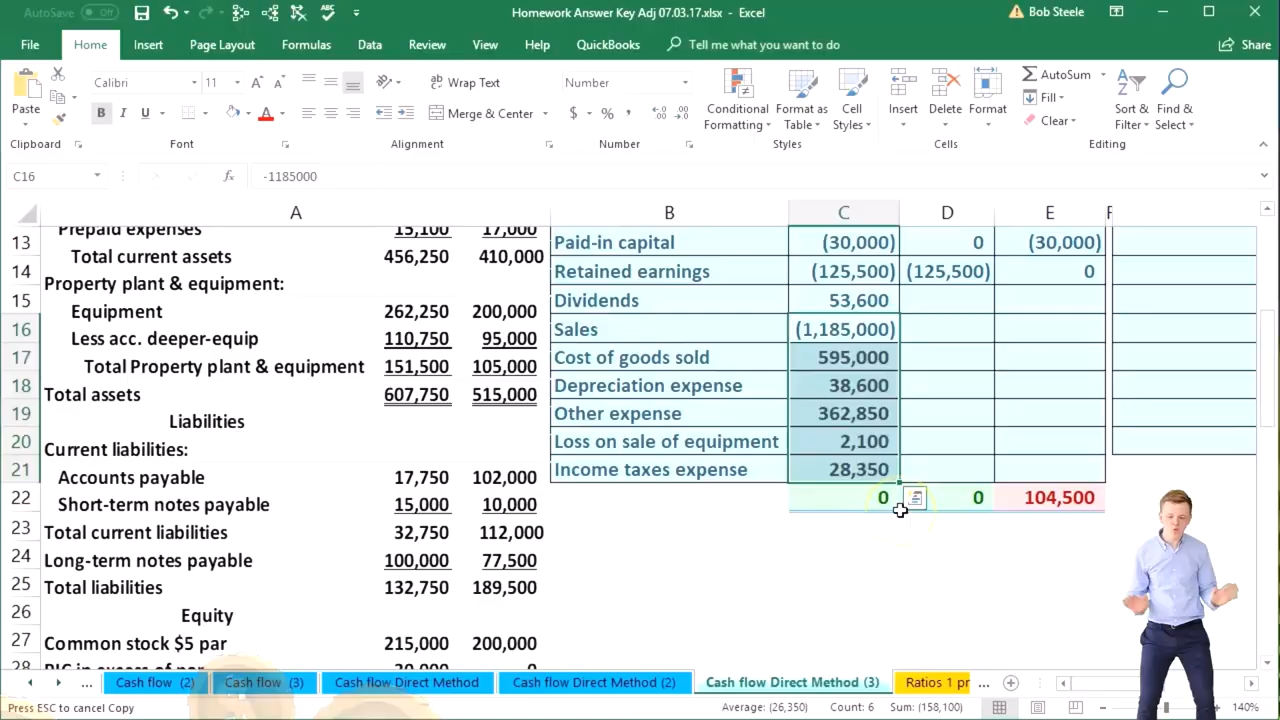 AutoSave Off Homework Answer Key Adj 07.03.17.xlsx - Excel Bob Steele
File Home Insert Page Layout Formulas Data Review View Help QuickBooks Tell me what you want to do Share
Paste Calibri 11 Wrap Text Number Conditional Formatting Format as Table Cell Styles Insert Delete Format AutoSum Sort & Filter Find & Select
B I U Merge & Center $ % Fill
Clear
Clipboard Font Alignment Number Styles Cells Editing
C16 fx -1185000
A B C D E F
13 Prepaid expenses 15,100 17,000 Paid-in capital (30,000) 0 (30,000)
Total current assets 456,250 410,000
14 Property plant & equipment: Retained earnings (125,500) (125,500) 0
15 Equipment 262,250 200,000 Dividends 53,600
16 Less acc. deeper-equip 110,750 95,000 Sales (1,185,000)
17 Total Property plant & equipment 151,500 105,000 Cost of goods sold 595,000
18 Total assets 607,750 515,000 Depreciation expense 38,600
19 Liabilities Other expense 362,850
20 Current liabilities: Loss on sale of equipment 2,100
21 Accounts payable 17,750 102,000 Income taxes expense 28,350
22 Short-term notes payable 15,000 10,000 0 0 104,500
23 Total current liabilities 32,750 112,000
24 Long-term notes payable 100,000 77,500
25 Total liabilities 132,750 189,500
26 Equity
27 Common stock $5 par 215,000 200,000
28 PIC in excess of par 30,000 0
... Cash flow (2) Cash flow (3) Cash flow Direct Method Cash flow Direct Method (2) Cash flow Direct Method (3) Ratios 1 pr ...
Press ESC to cancel Copy Average: (26,350) Count: 6 Sum: (158,100) 140%